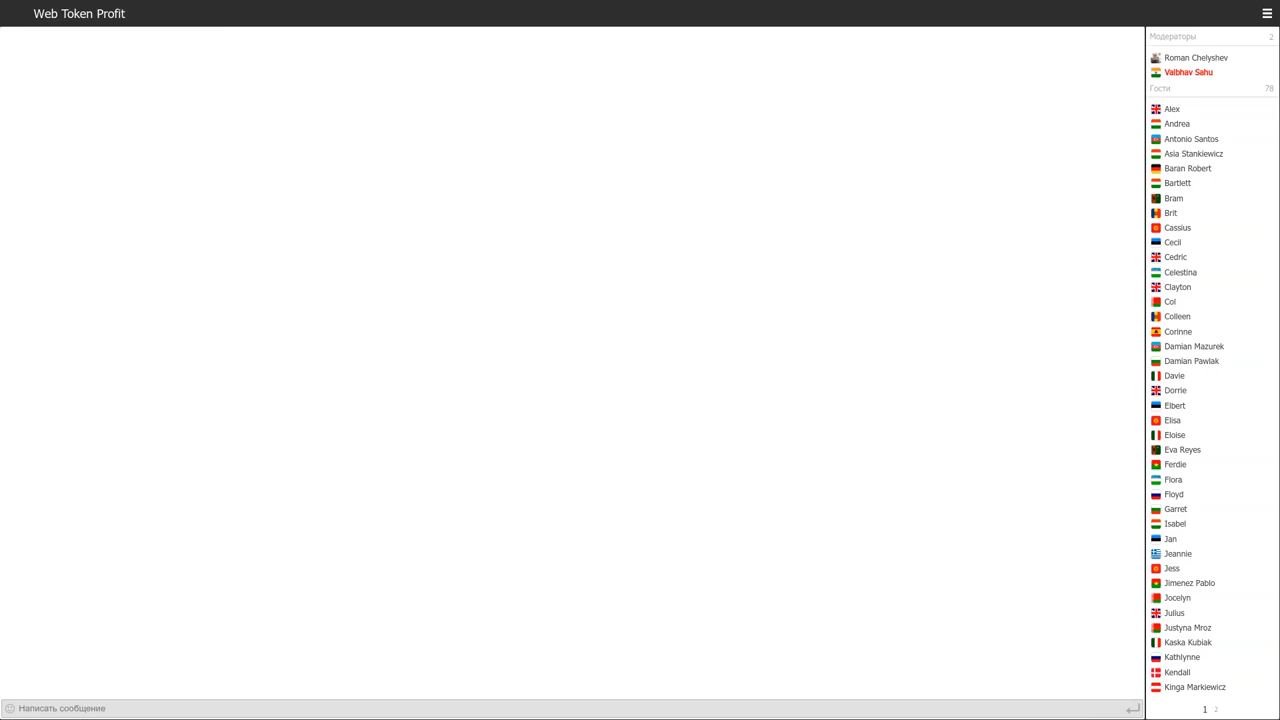 Web Token Profit
Модераторы 2
Roman Chelyshev
Vaibhav Sahu
Гости 78
Alex
Andrea
Antonio Santos
Asia Stankiewicz
Baran Robert
Bartlett
Bram
Brit
Cassius
Cecil
Cedric
Celestina
Clayton
Col
Colleen
Corinne
Damian Mazurek
Damian Pawlak
Davie
Dorrie
Elbert
Elisa
Eloise
Eva Reyes
Ferdie
Flora
Floyd
Garret
Isabel
Jan
Jeannie
Jess
Jimenez Pablo
Jocelyn
Julius
Justyna Mroz
Kaska Kubiak
Kathlynne
Kendall
Kinga Markiewicz
Написать сообщение
1 2